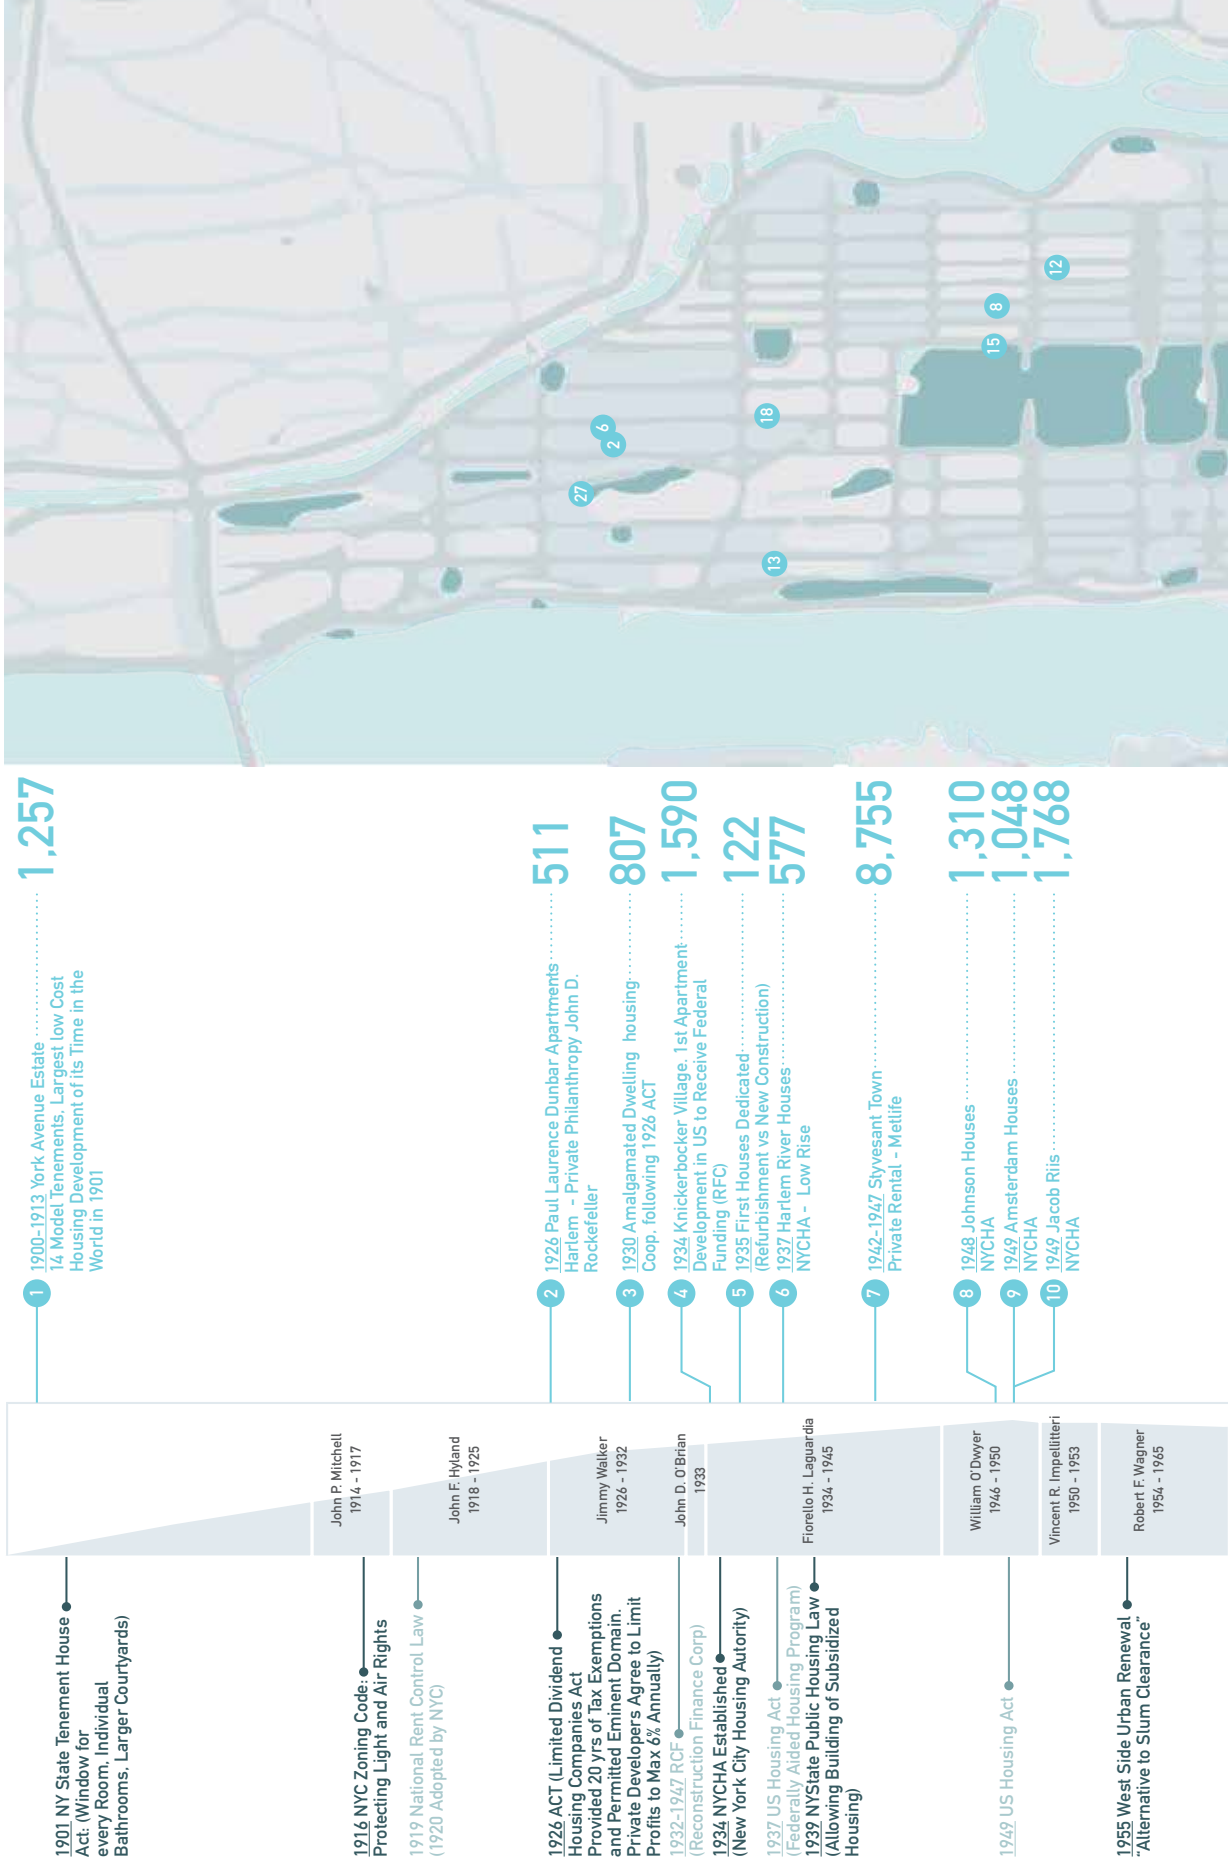 1901 NY State Tenement House
Act: (Window for
every Room, Individual
Bathrooms, Larger Courtyards)
1916 NYC Zoning Code:
Protecting Light and Air Rights
1919 National Rent Control Law
(1920 Adopted by NYC)
1926 ACT (Limited Dividend
Housing Companies Act
Provided 20 yrs of Tax Exemptions
and Permitted Eminent Domain.
Private Developers Agree to Limit
Profits to Max 6% Annually)
1932-1947 RCF
(Reconstruction Finance Corp)
1934 NYCHA Established
(New York City Housing Autority)
1937 US Housing Act
(Federally Aided Housing Program)
1939 NYState Public Housing Law
(Allowing Building of Subsidized
Housing)
1949 US Housing Act
1955 West Side Urban Renewal
"Alternative to Slum Clearance"
John P. Mitchell
1914 - 1917
John F. Hyland
1918 - 1925
Jimmy Walker
1926 - 1932
John D. O'Brian
1933
Fiorello H. Laguardia
1934 - 1945
William O'Dwyer
1946 - 1950
Vincent R. Impellitteri
1950 - 1953
Robert F. Wagner
1954 - 1965
1 1900-1913 York Avenue Estate 1,257
14 Model Tenements, Largest low Cost
Housing Development of its Time in the
World in 1901
2 1926 Paul Laurence Dunbar Apartments 511
Harlem - Private Philanthropy John D.
Rockefeller
3 1930 Amalgamated Dwelling housing 807
Coop. following 1926 ACT
4 1934 Knickerbocker Village. 1st Apartment 1,590
Development in US to Receive Federal
Funding (RFC)
5 1935 First Houses Dedicated 122
(Refurbishment vs New Construction)
6 1937 Harlem River Houses 577
NYCHA - Low Rise
7 1942-1947 Styvesant Town 8,755
Private Rental - Metlife
8 1948 Johnson Houses 1,310
NYCHA
9 1949 Amsterdam Houses 1,048
NYCHA
10 1949 Jacob Riis 1,768
NYCHA
27
6
2
18
13
15
8
12